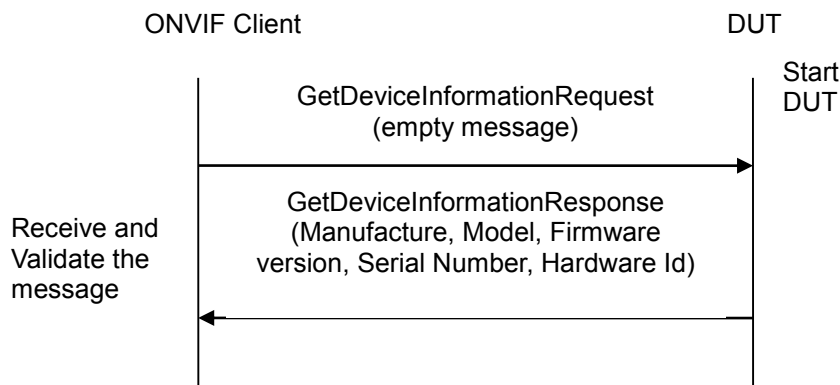 ONVIF Client
DUT
Start
DUT
GetDeviceInformationRequest
(empty message)
GetDeviceInformationResponse
(Manufacture, Model, Firmware
version, Serial Number, Hardware Id)
Receive and
Validate the
message